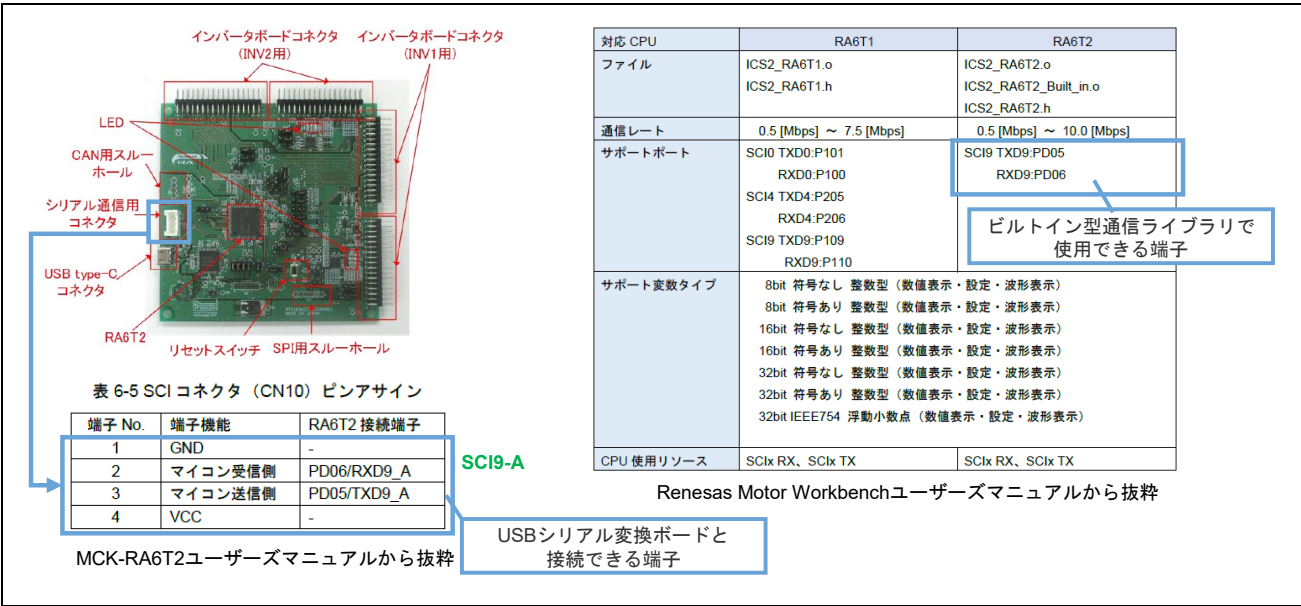 インバータボードコネクタ
(INV2用)
インバータボードコネクタ
(INV1用)
LED
CAN用スルー
ホール
シリアル通信用
コネクタ
USB type-C
コネクタ
RA6T2
リセットスイッチ
SPI用スルーホール
表 6-5 SCI コネクタ（CN10）ピンアサイン
端子 No. 端子機能 RA6T2 接続端子
1 GND -
2 マイコン受信側 PD06/RXD9_A
3 マイコン送信側 PD05/TXD9_A
4 VCC -
SCI9-A
USBシリアル変換ボードと
接続できる端子
MCK-RA6T2ユーザーズマニュアルから抜粋
対応 CPU RA6T1 RA6T2
ファイル ICS2_RA6T1.o ICS2_RA6T2.o
ICS2_RA6T1.h ICS2_RA6T2_Built_in.o
ICS2_RA6T2.h
通信レート 0.5 [Mbps] ～ 7.5 [Mbps] 0.5 [Mbps] ～ 10.0 [Mbps]
サポートポート SCI0 TXD0:P101 SCI9 TXD9:PD05
RXD0:P100 RXD9:PD06
SCI4 TXD4:P205
RXD4:P206
SCI9 TXD9:P109
RXD9:P110
ビルトイン型通信ライブラリで
使用できる端子
サポート変数タイプ 8bit 符号なし 整数型（数値表示・設定・波形表示）
8bit 符号あり 整数型（数値表示・設定・波形表示）
16bit 符号なし 整数型（数値表示・設定・波形表示）
16bit 符号あり 整数型（数値表示・設定・波形表示）
32bit 符号なし 整数型（数値表示・設定・波形表示）
32bit 符号あり 整数型（数値表示・設定・波形表示）
32bit IEEE754 浮動小数点（数値表示・設定・波形表示）
CPU 使用リソース SCIx RX、SCIx TX SCIx RX、SCIx TX
Renesas Motor Workbenchユーザーズマニュアルから抜粋